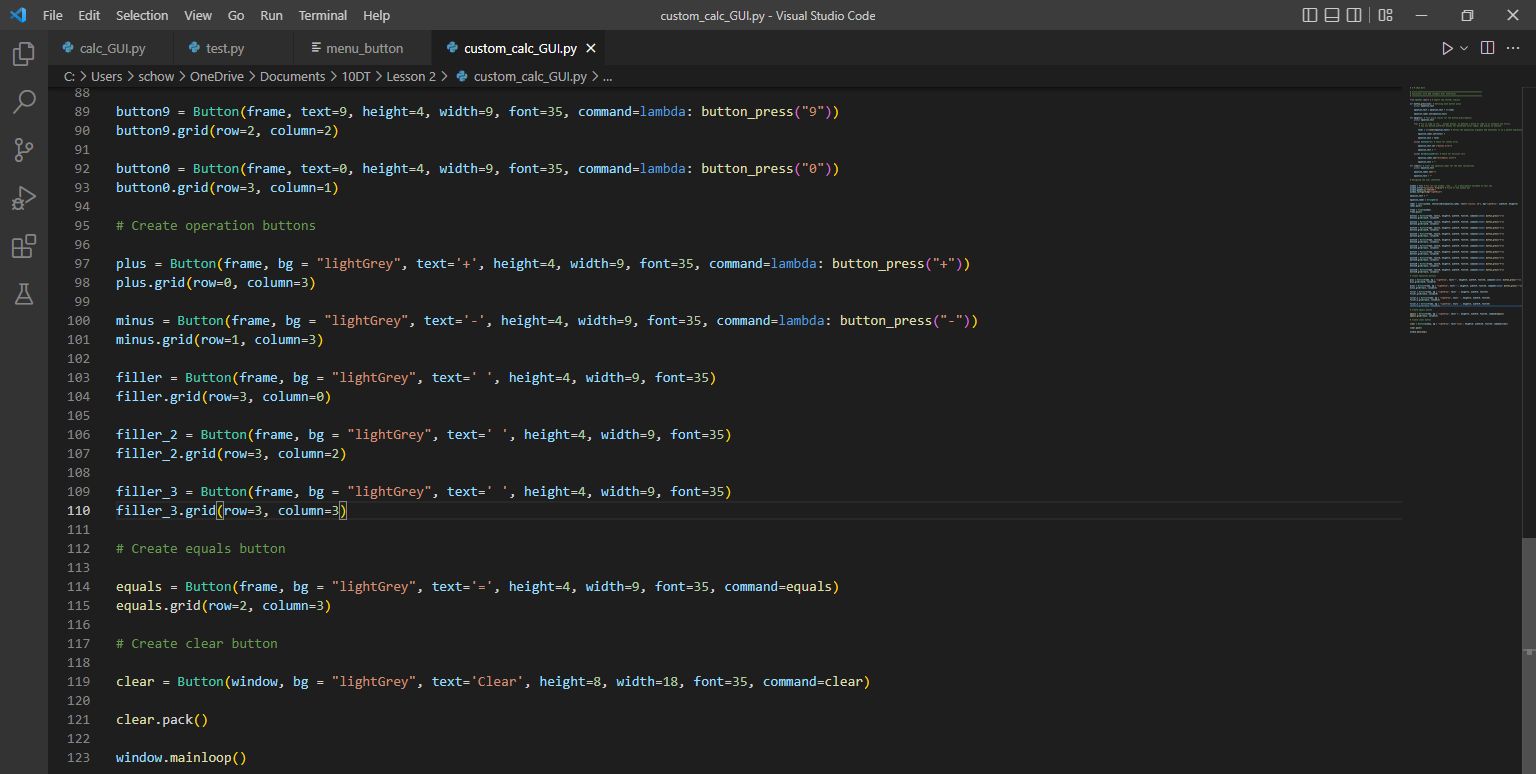 File Edit Selection View Go Run Terminal Help
custom_calc_GUI.py - Visual Studio Code
calc_GUI.py test.py menu_button custom_calc_GUI.py
C: > Users > schow > OneDrive > Documents > 10DT > Lesson 2 > custom_calc_GUI.py > ...
88
89 button9 = Button(frame, text=9, height=4, width=9, font=35, command=lambda: button_press("9"))
90 button9.grid(row=2, column=2)
91
92 button0 = Button(frame, text=0, height=4, width=9, font=35, command=lambda: button_press("0"))
93 button0.grid(row=3, column=1)
94
95 # Create operation buttons
96
97 plus = Button(frame, bg = "lightGrey", text='+', height=4, width=9, font=35, command=lambda: button_press("+"))
98 plus.grid(row=0, column=3)
99
100 minus = Button(frame, bg = "lightGrey", text='-', height=4, width=9, font=35, command=lambda: button_press("-"))
101 minus.grid(row=1, column=3)
102
103 filler = Button(frame, bg = "lightGrey", text=' ', height=4, width=9, font=35)
104 filler.grid(row=3, column=0)
105
106 filler_2 = Button(frame, bg = "lightGrey", text=' ', height=4, width=9, font=35)
107 filler_2.grid(row=3, column=2)
108
109 filler_3 = Button(frame, bg = "lightGrey", text=' ', height=4, width=9, font=35)
110 filler_3.grid(row=3, column=3)
111
112 # Create equals button
113
114 equals = Button(frame, bg = "lightGrey", text='=', height=4, width=9, font=35, command=equals)
115 equals.grid(row=2, column=3)
116
117 # Create clear button
118
119 clear = Button(window, bg = "lightGrey", text='Clear', height=8, width=18, font=35, command=clear)
120
121 clear.pack()
122
123 window.mainloop()